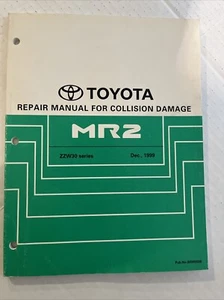 TOYOTA
REPAIR MANUAL FOR COLLISION DAMAGE
MR2
ZZW30 series Dec., 1999